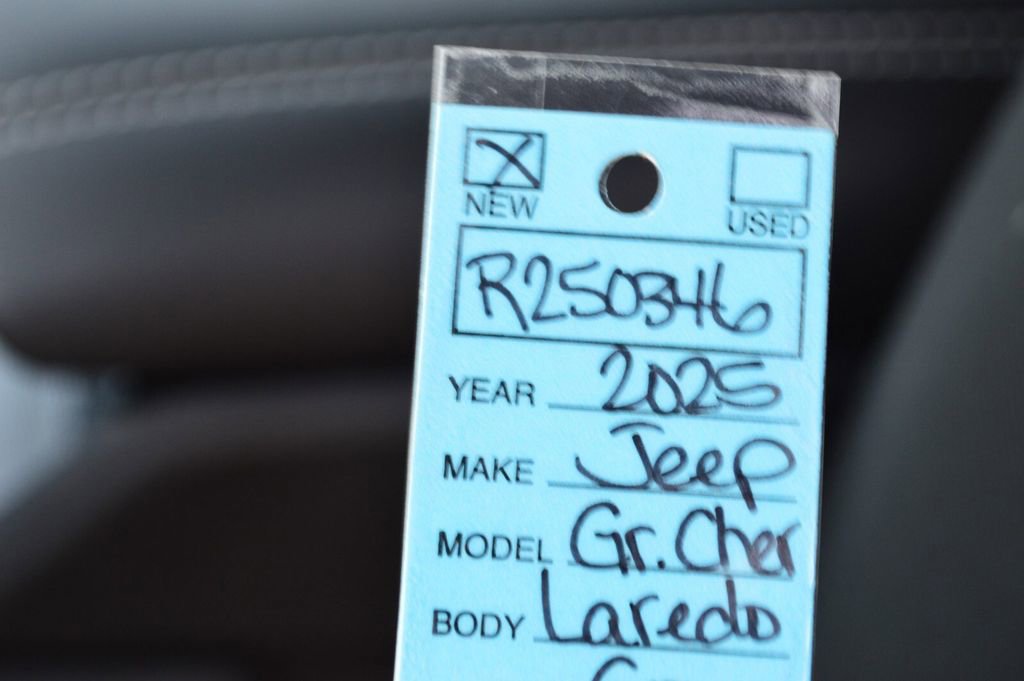 X
NEW USED
R250346
YEAR 2025
MAKE Jeep
MODEL Gr. Cher
BODY Laredo